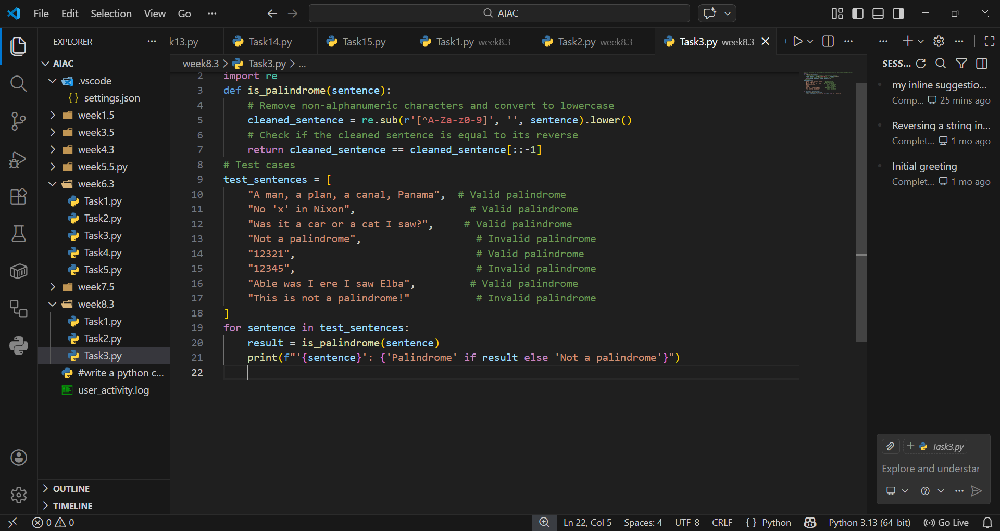 File Edit Selection View Go ···
AIAC
EXPLORER ···
k13.py Task14.py Task15.py Task1.py week8.3 Task2.py week8.3 Task3.py week8.3
week8.3 > Task3.py > ...
AIAC
.vscode
{ } settings.json
week1.5
week3.5
week4.3
week5.5.py
week6.3
Task1.py
Task2.py
Task3.py
Task4.py
Task5.py
week7.5
week8.3
Task1.py
Task2.py
Task3.py
#write a python c...
user_activity.log
OUTLINE
TIMELINE
2 import re
3 def is_palindrome(sentence):
4     # Remove non-alphanumeric characters and convert to lowercase
5     cleaned_sentence = re.sub(r'[^A-Za-z0-9]', '', sentence).lower()
6     # Check if the cleaned sentence is equal to its reverse
7     return cleaned_sentence == cleaned_sentence[::-1]
8 # Test cases
9 test_sentences = [
10     "A man, a plan, a canal, Panama",  # Valid palindrome
11     "No 'x' in Nixon",                   # Valid palindrome
12     "Was it a car or a cat I saw?",     # Valid palindrome
13     "Not a palindrome",                   # Invalid palindrome
14     "12321",                              # Valid palindrome
15     "12345",                              # Invalid palindrome
16     "Able was I ere I saw Elba",         # Valid palindrome
17     "This is not a palindrome!"           # Invalid palindrome
18 ]
19 for sentence in test_sentences:
20     result = is_palindrome(sentence)
21     print(f"'{sentence}': {'Palindrome' if result else 'Not a palindrome'}")
22
SESS...
my inline suggestio...
Comp... 25 mins ago
Reversing a string in...
Complet... 1 mo ago
Initial greeting
Complet... 1 mo ago
+ Task3.py
Explore and understar
0 0
Ln 22, Col 5 Spaces: 4 UTF-8 CRLF { } Python Python 3.13 (64-bit) Go Live